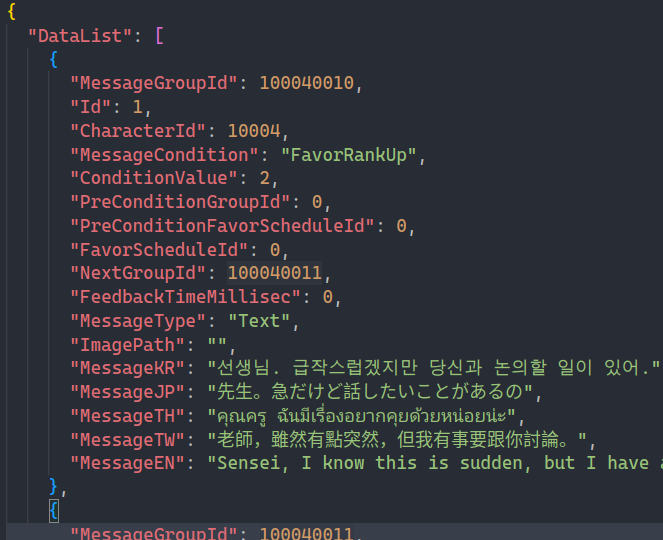 {
"DataList": [
{
"MessageGroupId": 100040010,
"Id": 1,
"CharacterId": 10004,
"MessageCondition": "FavorRankUp",
"ConditionValue": 2,
"PreConditionGroupId": 0,
"PreConditionFavorScheduleId": 0,
"FavorScheduleId": 0,
"NextGroupId": 100040011,
"FeedbackTimeMillisec": 0,
"MessageType": "Text",
"ImagePath": "",
"MessageKR": "선생님. 급작스럽겠지만 당신과 논의할 일이 있어."
"MessageJP": "先生。急だけど話したいことがあるの",
"MessageTH": "คุณครู ฉันมีเรื่องอยากคุยด้วยหน่อยน่ะ",
"MessageTW": "老師，雖然有點突然，但我有事要跟你討論。",
"MessageEN": "Sensei, I know this is sudden, but I have
},
{
"MessageGroupId": 100040011,